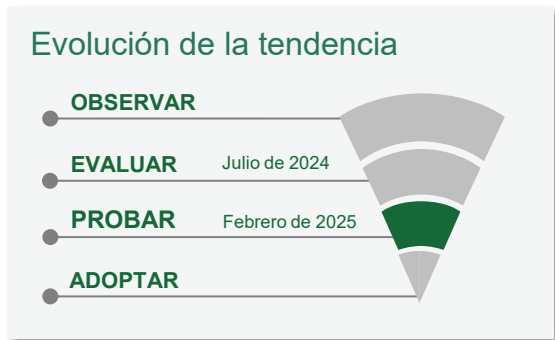 Evolución de la tendencia
OBSERVAR
EVALUAR Julio de 2024
PROBAR Febrero de 2025
ADOPTAR